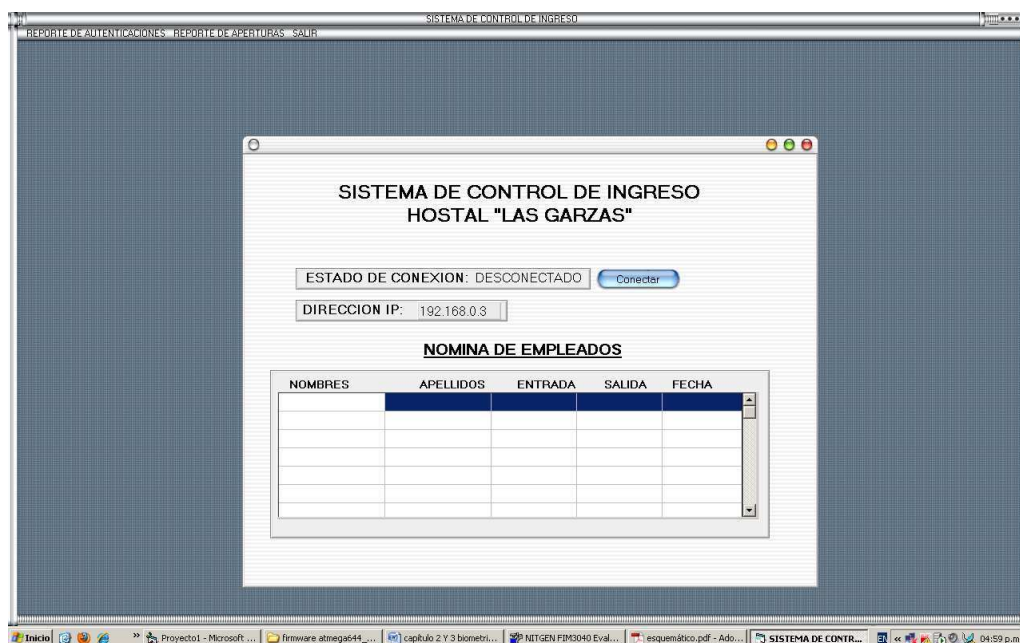 SISTEMA DE CONTROL DE INGRESO
REPORTE DE AUTENTICACIONES REPORTE DE APERTURAS SALIR
SISTEMA DE CONTROL DE INGRESO
HOSTAL "LAS GARZAS"
ESTADO DE CONEXION: DESCONECTADO Conectar
DIRECCION IP: 192.168.0.3
NOMINA DE EMPLEADOS
NOMBRES APELLIDOS ENTRADA SALIDA FECHA
Inicio » Proyecto1 - Microsoft ... firmware atmega644_... capítulo 2 Y 3 biometri... NITGEN FIM3040 Eval... esquemático.pdf - Ado... SISTEMA DE CONTR... « 04:59 p.m.